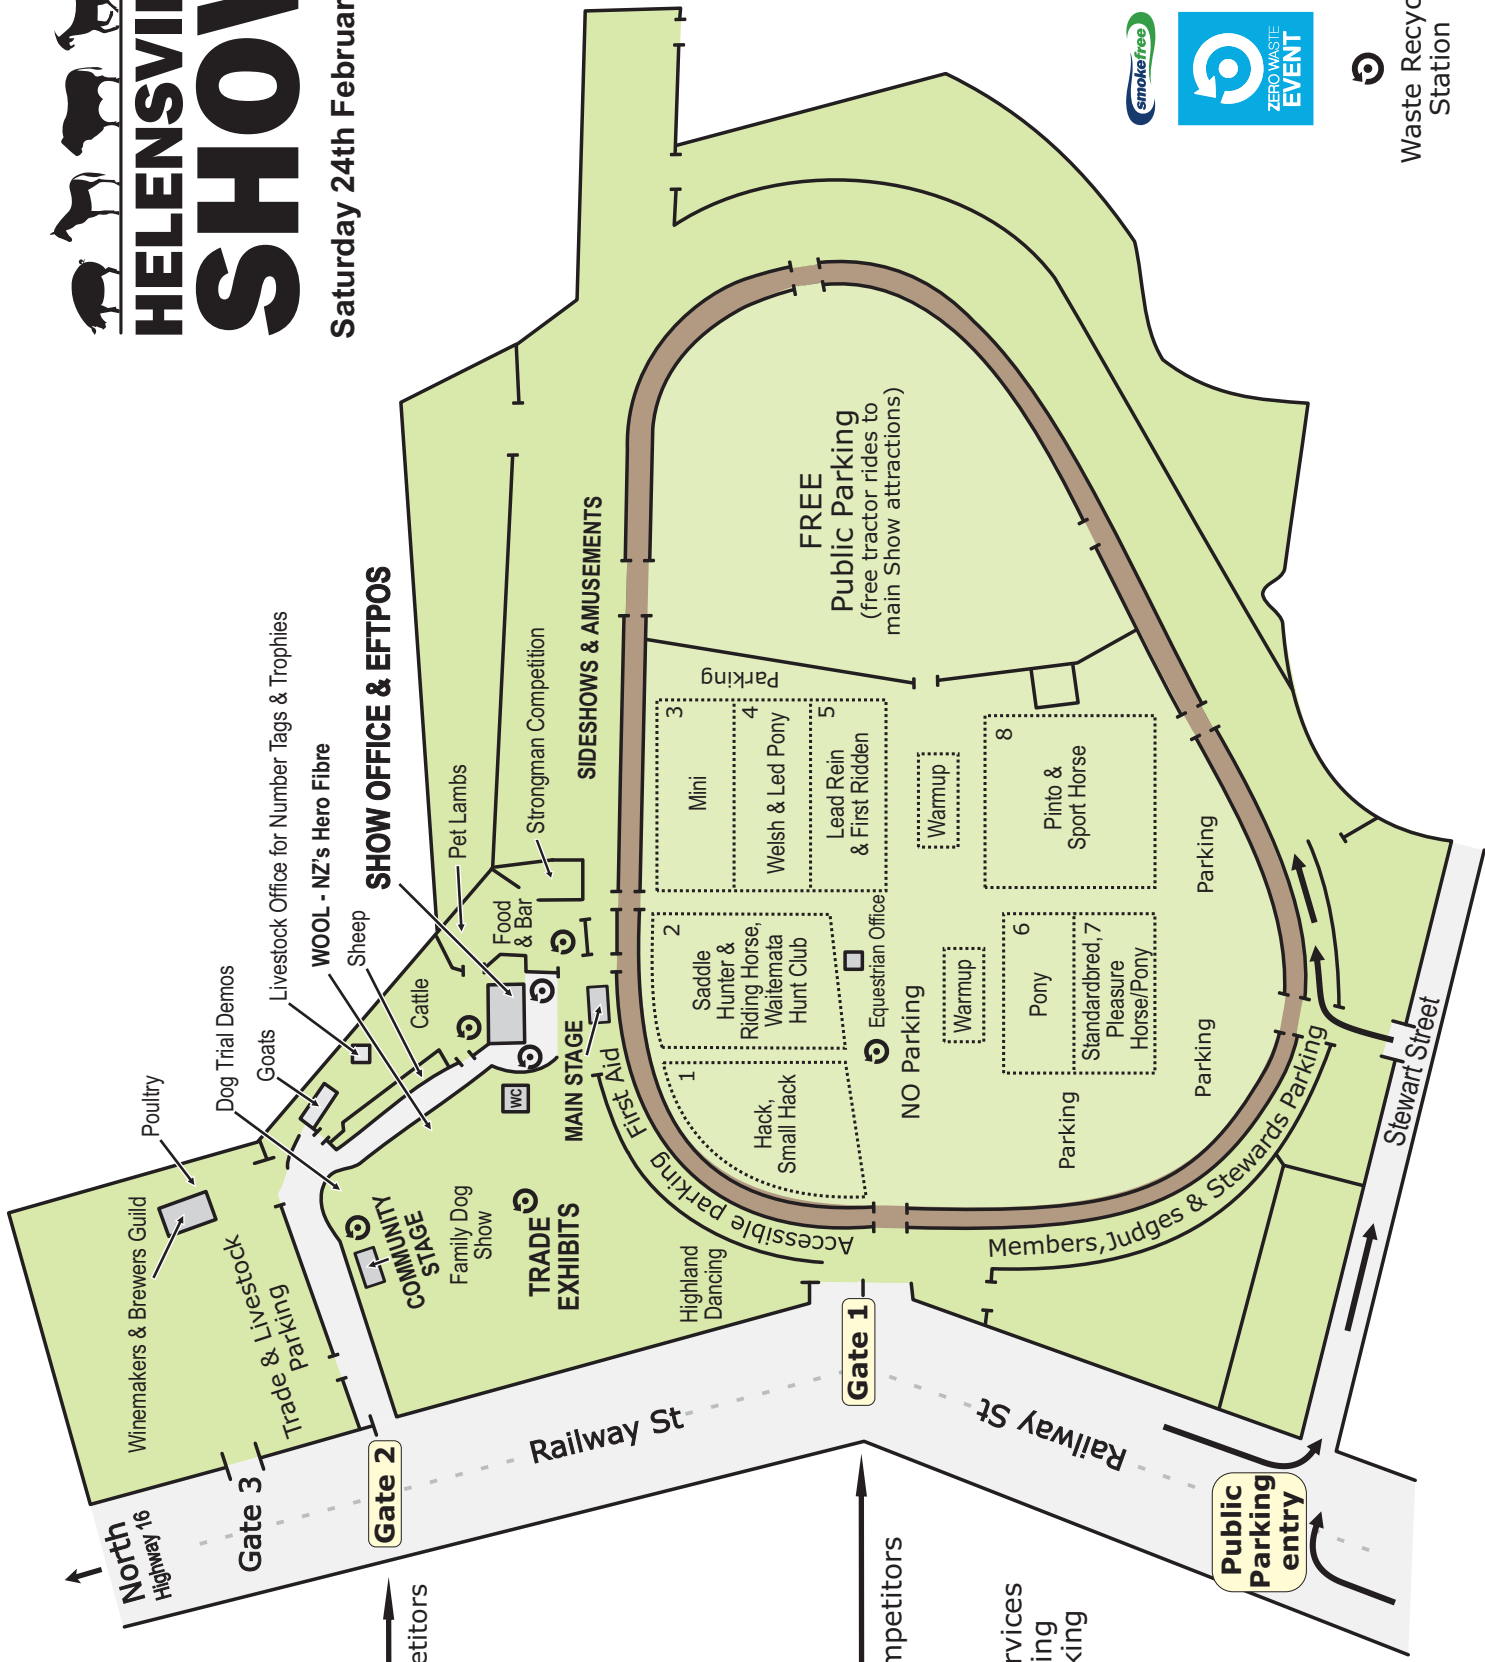 HELENSVIL
SHOW
Saturday 24th Februar
smokefree
ZERO WASTE
EVENT
Waste Recyc
Station
Poultry
Dog Trial Demos
Goats
Livestock Office for Number Tags & Trophies
WOOL - NZ's Hero Fibre
Sheep
SHOW OFFICE & EFTPOS
Cattle
Pet Lambs
Food
& Bar
Strongman Competition
SIDESHOWS & AMUSEMENTS
Winemakers & Brewers Guild
Trade & Livestock
Parking
COMMUNITY
STAGE
Family Dog
Show
TRADE
EXHIBITS
WC
MAIN STAGE
First Aid
Accessible parking
Highland
Dancing
FREE
Public Parking
(free tractor rides to
main Show attractions)
Parking
1
Hack,
Small Hack
2
Saddle
Hunter &
Riding Horse,
Waitemata
Hunt Club
3
Mini
4
Welsh & Led Pony
5
Lead Rein
& First Ridden
Equestrian Office
NO Parking
Warmup
Warmup
6
Pony
7
Standardbred,
Pleasure
Horse/Pony
8
Pinto &
Sport Horse
Parking
Parking
Parking
Members, Judges & Stewards Parking
Stewart Street
North
Highway 16
Gate 3
Gate 2
Railway St
Gate 1
Railway St
Public
Parking
entry
etitors
mpetitors
rvices
ing
king